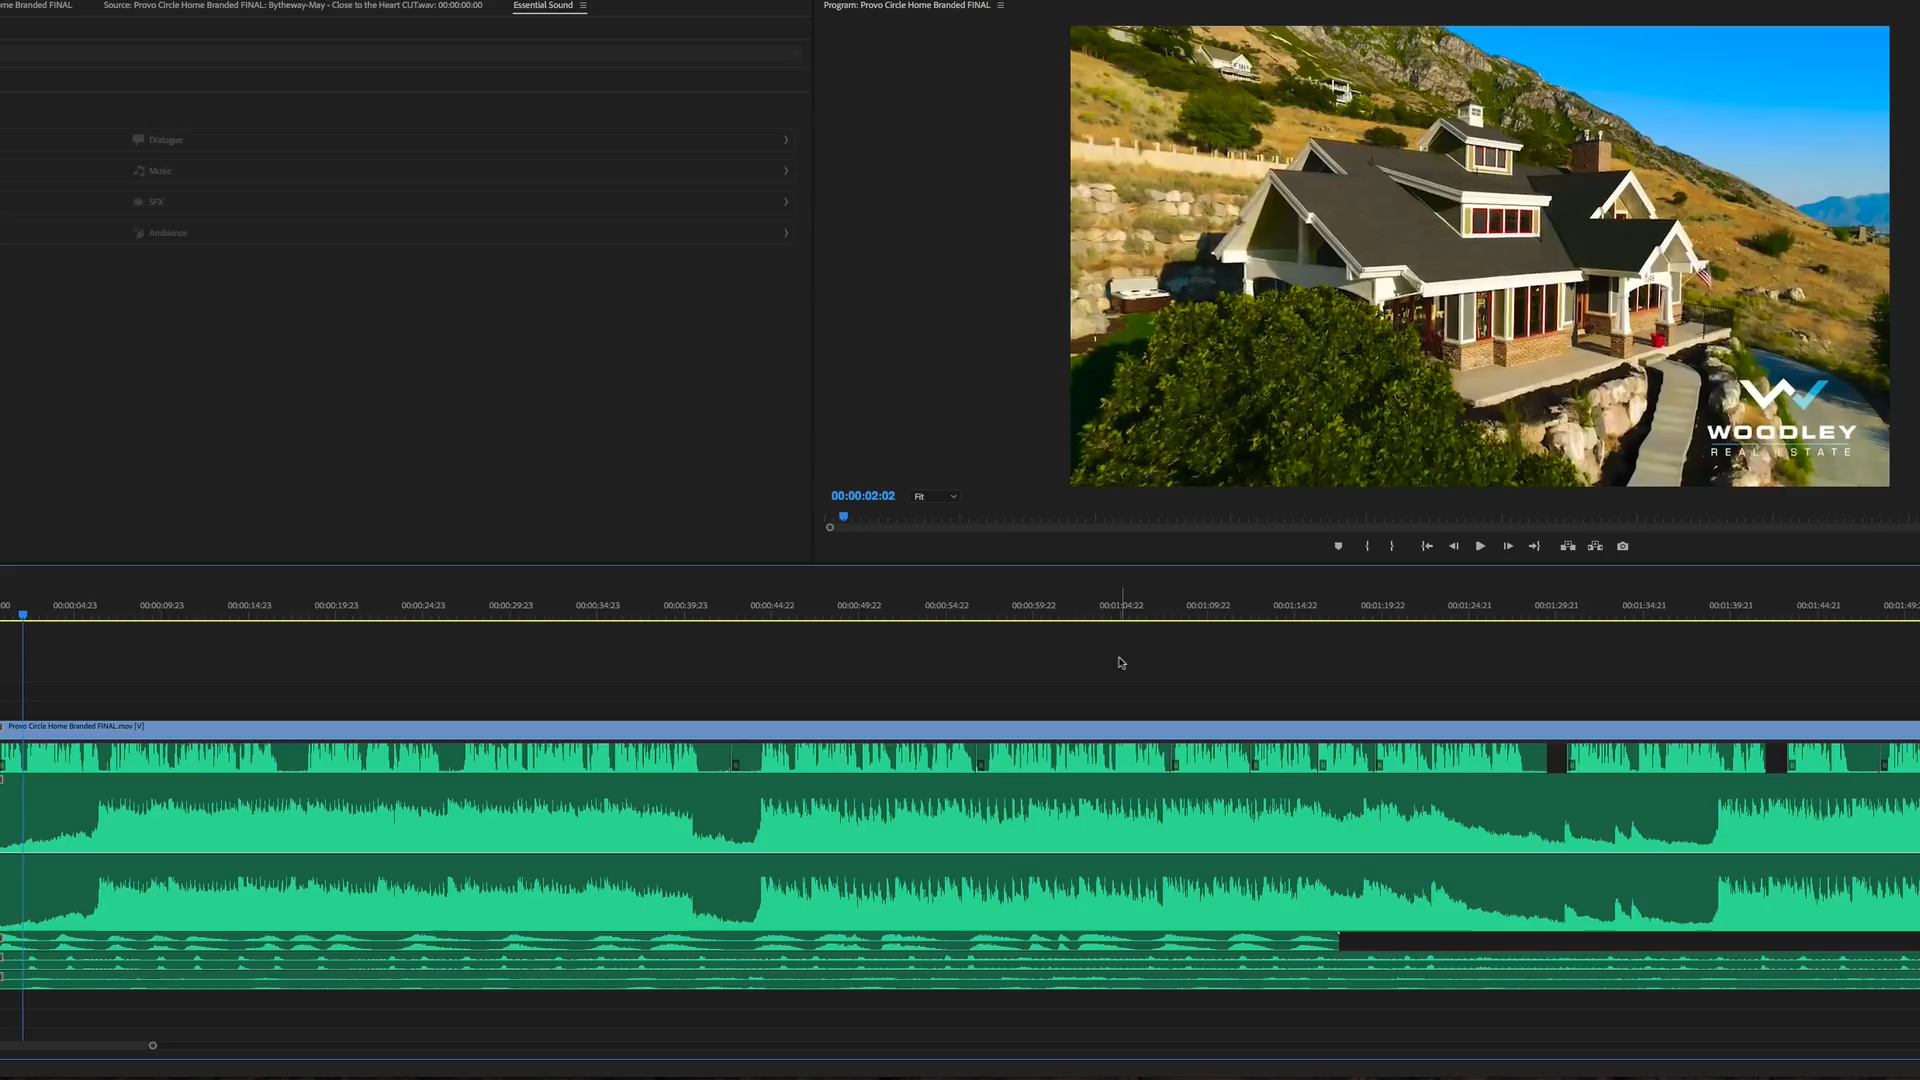 me Branded FINAL
Source: Provo Circle Home Branded FINAL: Bytheway-May - Close to the Heart CUT.wav: 00:00:00:00
Essential Sound
Program: Provo Circle Home Branded FINAL
Dialogue
Music
SFX
Ambience
WOODLEY
REAL ESTATE
00:00:02:02
Fit
:00
00:00:04:23
00:00:09:23
00:00:14:23
00:00:19:23
00:00:24:23
00:00:29:23
00:00:34:23
00:00:39:23
00:00:44:22
00:00:49:22
00:00:54:22
00:00:59:22
00:01:04:22
00:01:09:22
00:01:14:22
00:01:19:22
00:01:24:21
00:01:29:21
00:01:34:21
00:01:39:21
00:01:44:21
00:01:49:2
Provo Circle Home Branded FINAL.mov [V]